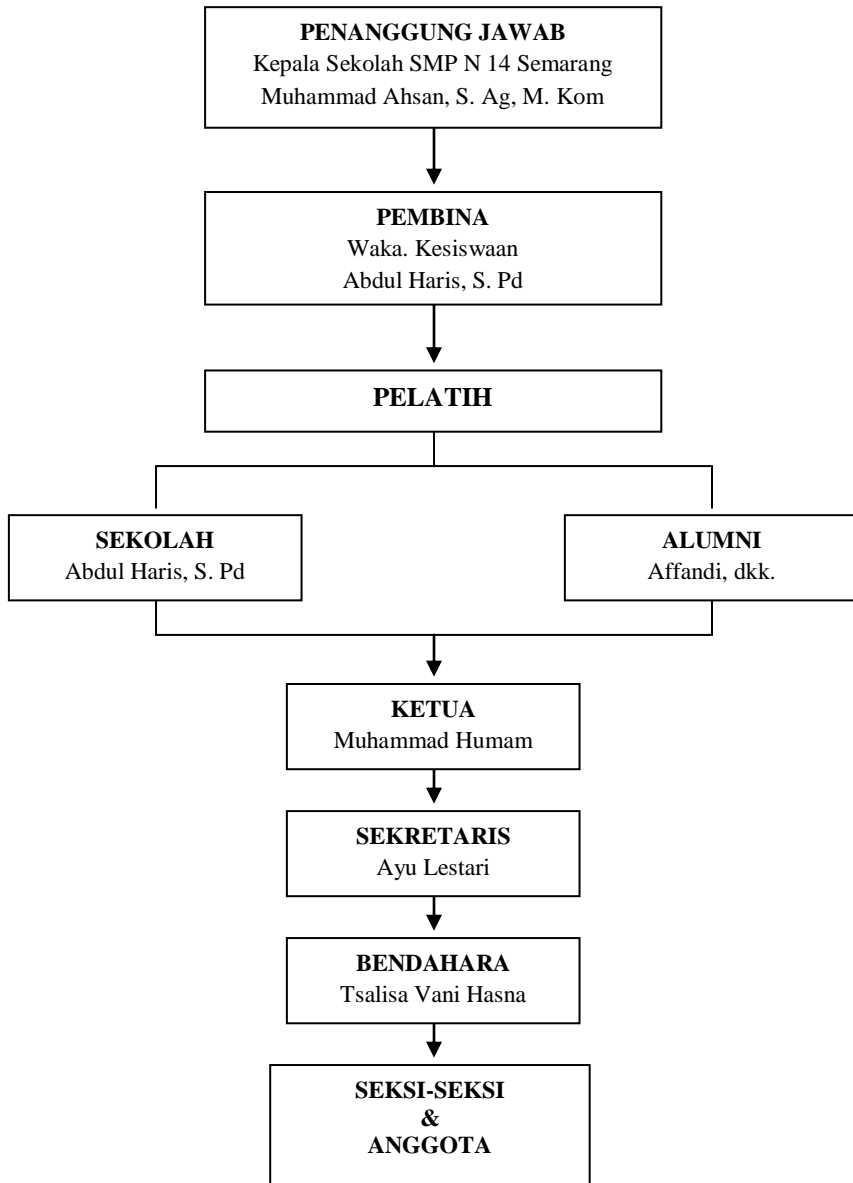 PENANGGUNG JAWAB
Kepala Sekolah SMP N 14 Semarang
Muhammad Ahsan, S. Ag, M. Kom
PEMBINA
Waka. Kesiswaan
Abdul Haris, S. Pd
PELATIH
SEKOLAH
Abdul Haris, S. Pd
ALUMNI
Affandi, dkk.
KETUA
Muhammad Humam
SEKRETARIS
Ayu Lestari
BENDAHARA
Tsalisa Vani Hasna
SEKSI-SEKSI
&
ANGGOTA